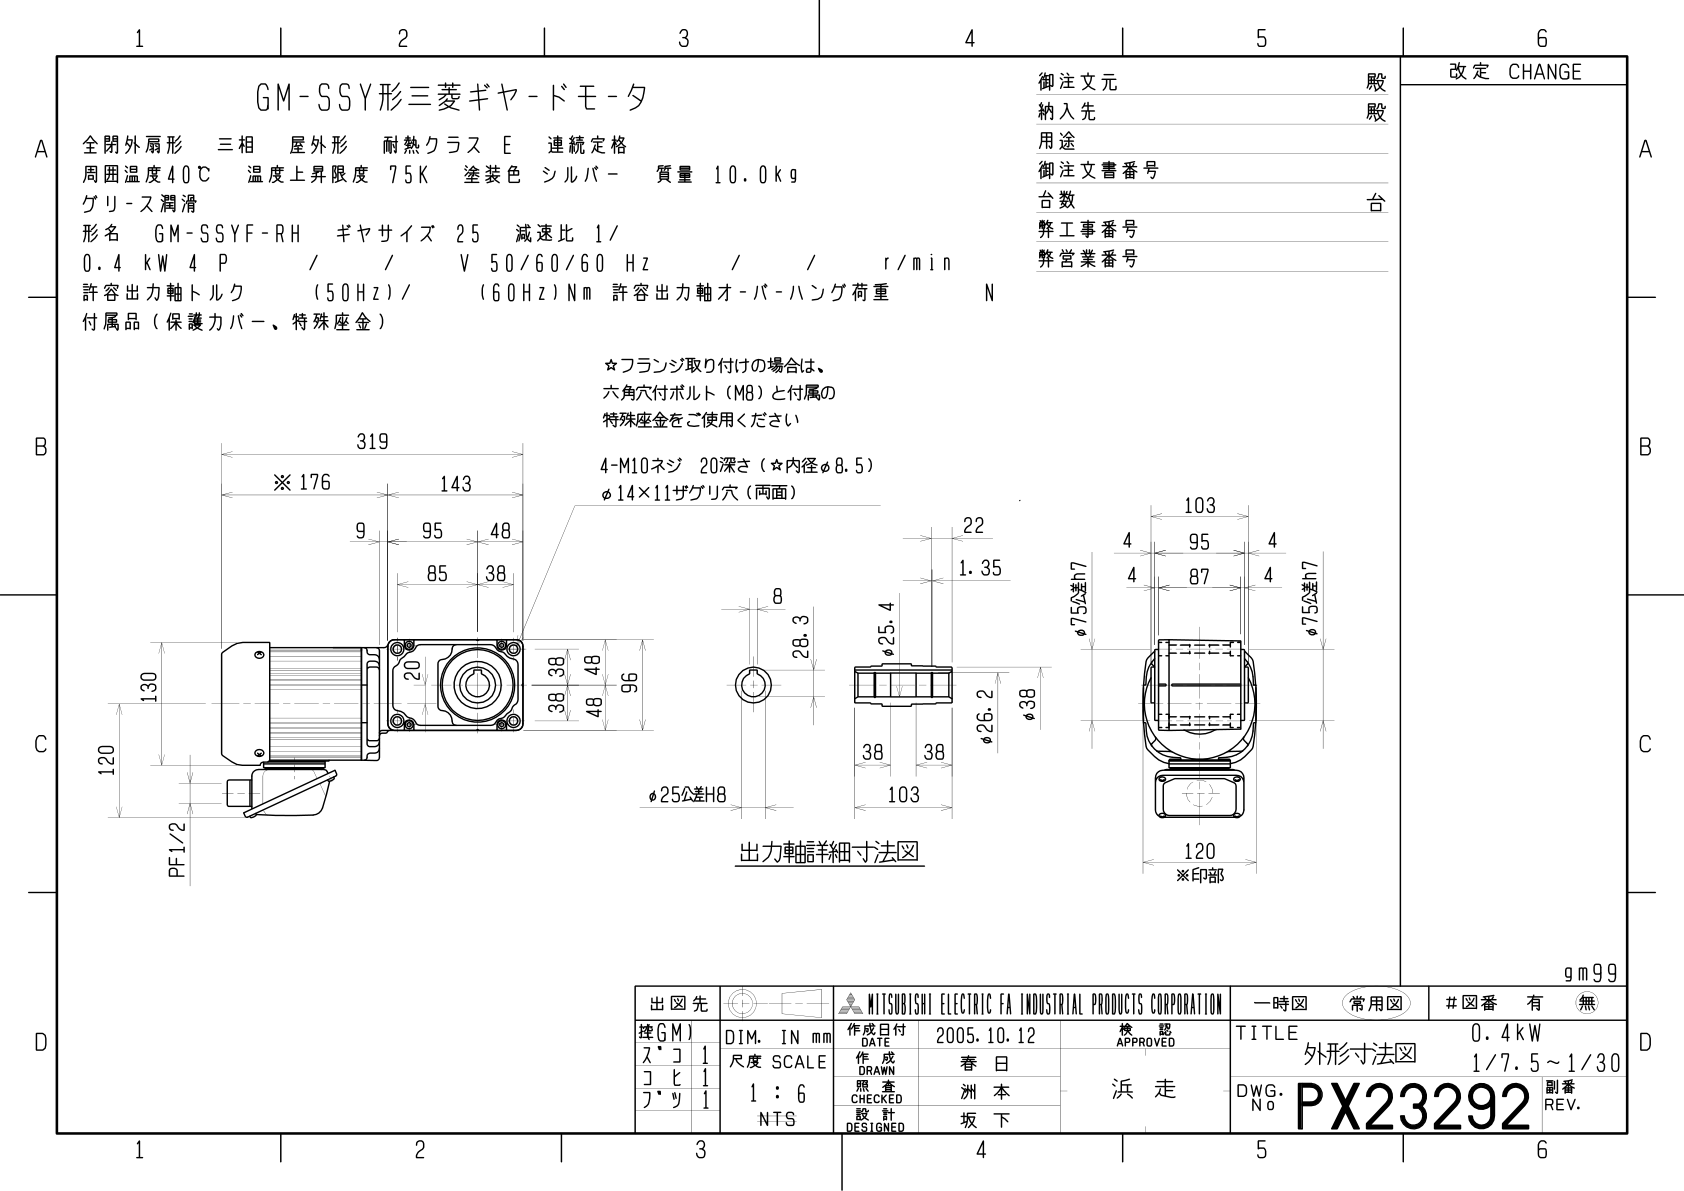 1 2 3 4 5 6
改定 CHANGE
A
A
GM-SSY形三菱ギヤードモータ
全閉外扇形 三相 屋外形 耐熱クラス E 連続定格
周囲温度40℃ 温度上昇限度 75K 塗装色 シルバー 質量 10.0kg
グリース潤滑
形名 GM-SSYF-RH ギヤサイズ 25 減速比 1/
0.4 kW 4 P / / V 50/60/60 Hz / / r/min
許容出力軸トルク (50Hz)/ (60Hz)Nm 許容出力軸オーバーハング荷重 N
付属品(保護カバー、特殊座金)
御注文元 殿
納入先 殿
用途
御注文書番号
台数 台
弊工事番号
弊営業番号
☆フランジ取り付けの場合は、
六角穴付ボルト(M8)と付属の
特殊座金をご使用ください
B
B
4-M10ネジ 20深さ(☆内径φ8.5)
φ14×11ザグリ穴(両面)
319
※176 143
9 95 48
85 38
130
120
PF1/2
20
38
38
48
48
96
8
28.3
φ25公差H8
22
1.35
φ25.4
φ26.2
φ38
38 38
103
出力軸詳細寸法図
103
4 95 4
4 87 4
φ75公差h7
φ75公差h7
120
※印部
C
C
D
D
gm99
出図先
MITSUBISHI ELECTRIC FA INDUSTRIAL PRODUCTS CORPORATION
一時図 常用図 #図番 有 無
(GM)
スﾞコ 1
コヒ 1
フﾞツ 1
DIM. IN mm
尺度 SCALE
1 : 6
NTS
作成日付 DATE 2005.10.12
作成 DRAWN 春日
照査 CHECKED 洲本
設計 DESIGNED 坂下
検認 APPROVED
浜走
TITLE 外形寸法図
0.4kW
1/7.5~1/30
DWG. No PX23292
副番 REV.
1 2 3 4 5 6